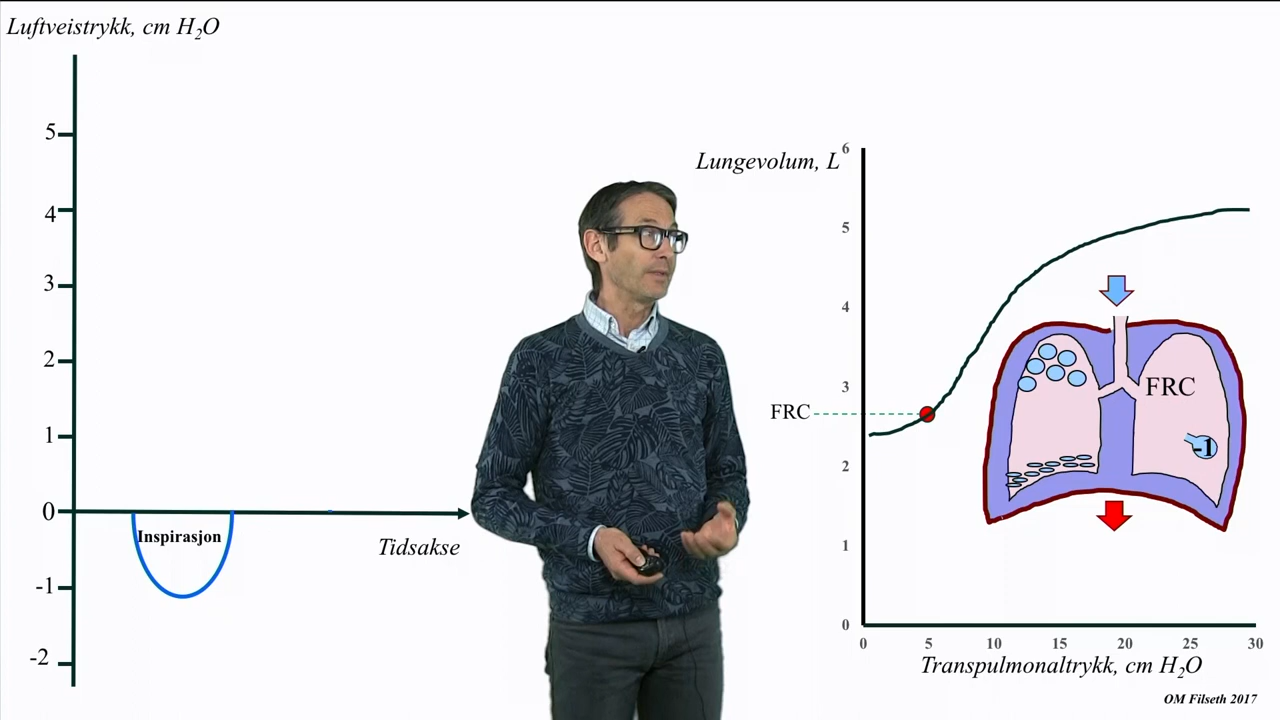 Luftveistrykk, cm H₂O
5
4
3
2
1
0
-1
-2
Inspirasjon
Tidsakse
Lungevolum, L
6
5
4
3
2
1
0
FRC
FRC
-1
0 5 10 15 20 25 30
Transpulmonaltrykk, cm H₂O
OM Filseth 2017